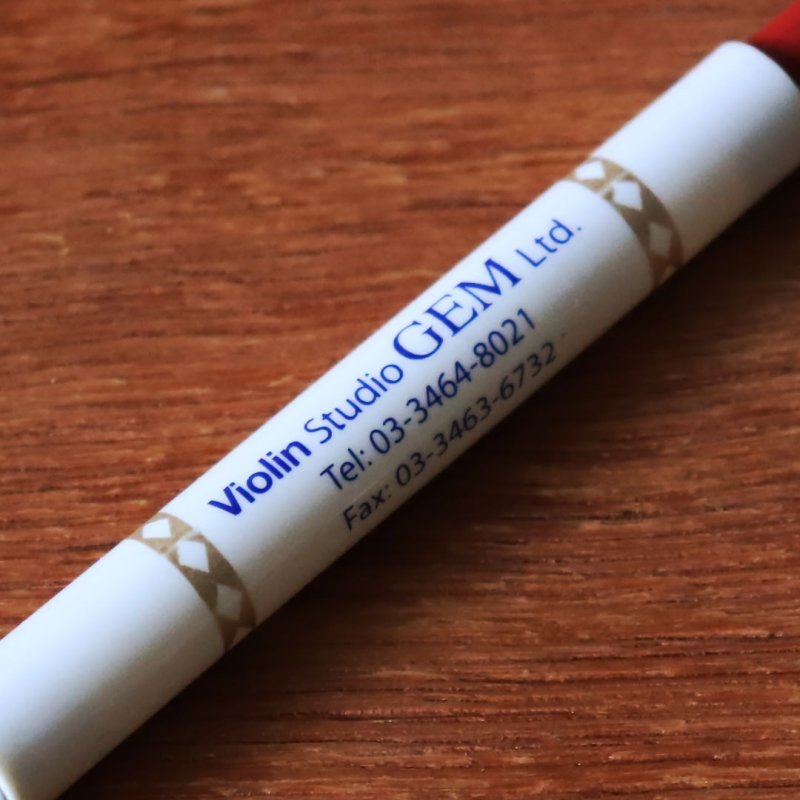 Violin Studio GEM Ltd.
Tel: 03-3464-8021
Fax: 03-3463-6732